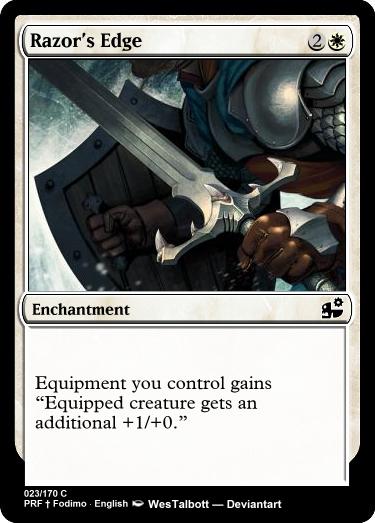 Razor's Edge 2
Enchantment
Equipment you control gains
“Equipped creature gets an
additional +1/+0.”
023/170 C
PRF † Fodimo · English WesTalbott — Deviantart